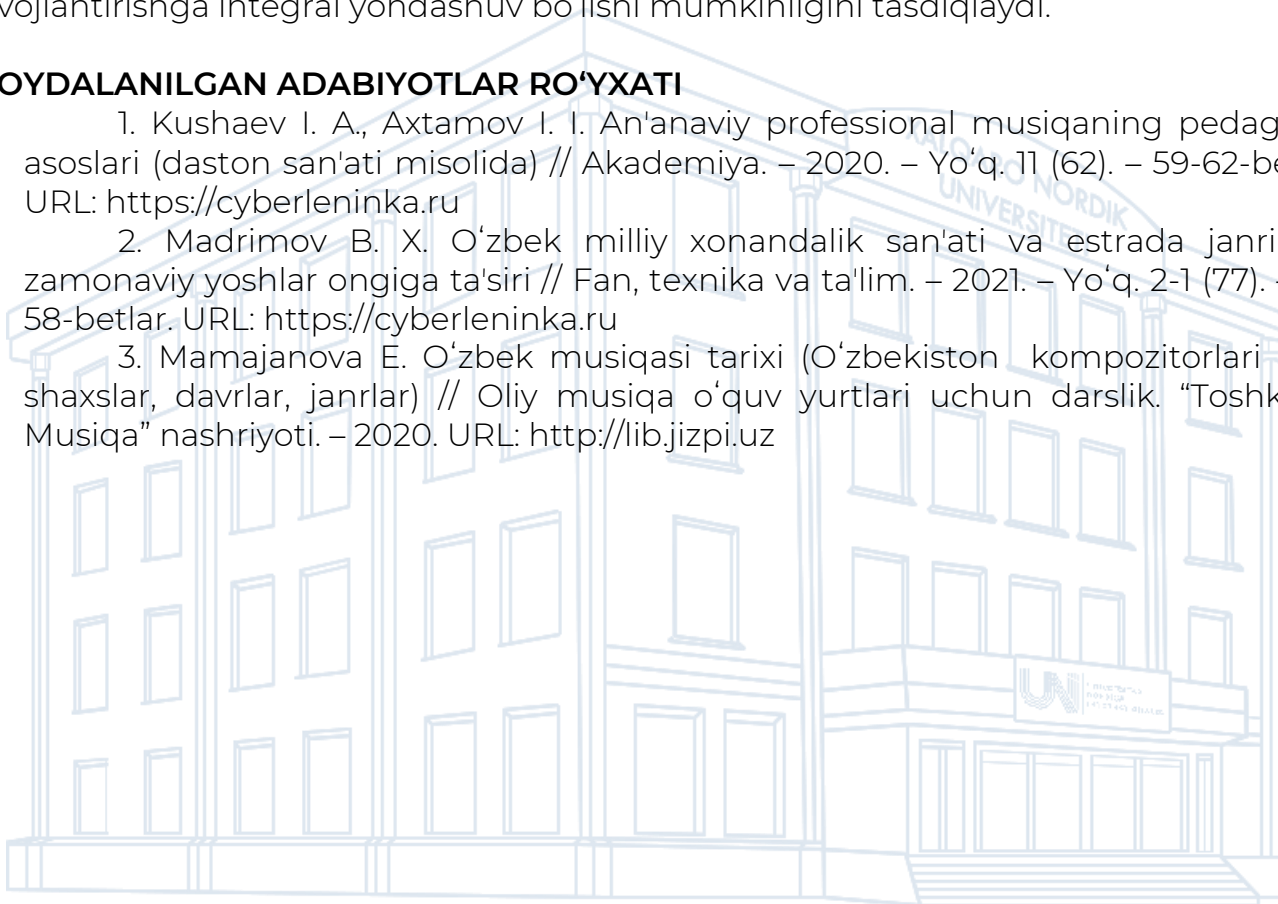 vojlantirishga integral yondashuv bo‘lishi mumkinligini tasdiqlaydi.
OYDALANILGAN ADABIYOTLAR RO‘YXATI
1. Kushaev I. A., Axtamov I. I. An'anaviy professional musiqaning pedag
asoslari (daston san'ati misolida) // Akademiya. – 2020. – Yo‘q. 11 (62). – 59-62-be
URL: https://cyberleninka.ru
2. Madrimov B. X. O‘zbek milliy xonandalik san'ati va estrada janri
zamonaviy yoshlar ongiga ta'siri // Fan, texnika va ta'lim. – 2021. – Yo‘q. 2-1 (77). –
58-betlar. URL: https://cyberleninka.ru
3. Mamajanova E. O‘zbek musiqasi tarixi (O‘zbekiston kompozitorlari
shaxslar, davrlar, janrlar) // Oliy musiqa o‘quv yurtlari uchun darslik. “Toshk
Musiqa” nashriyoti. – 2020. URL: http://lib.jizpi.uz
XALQARO NORDIK
UNIVERSITETI
UNI